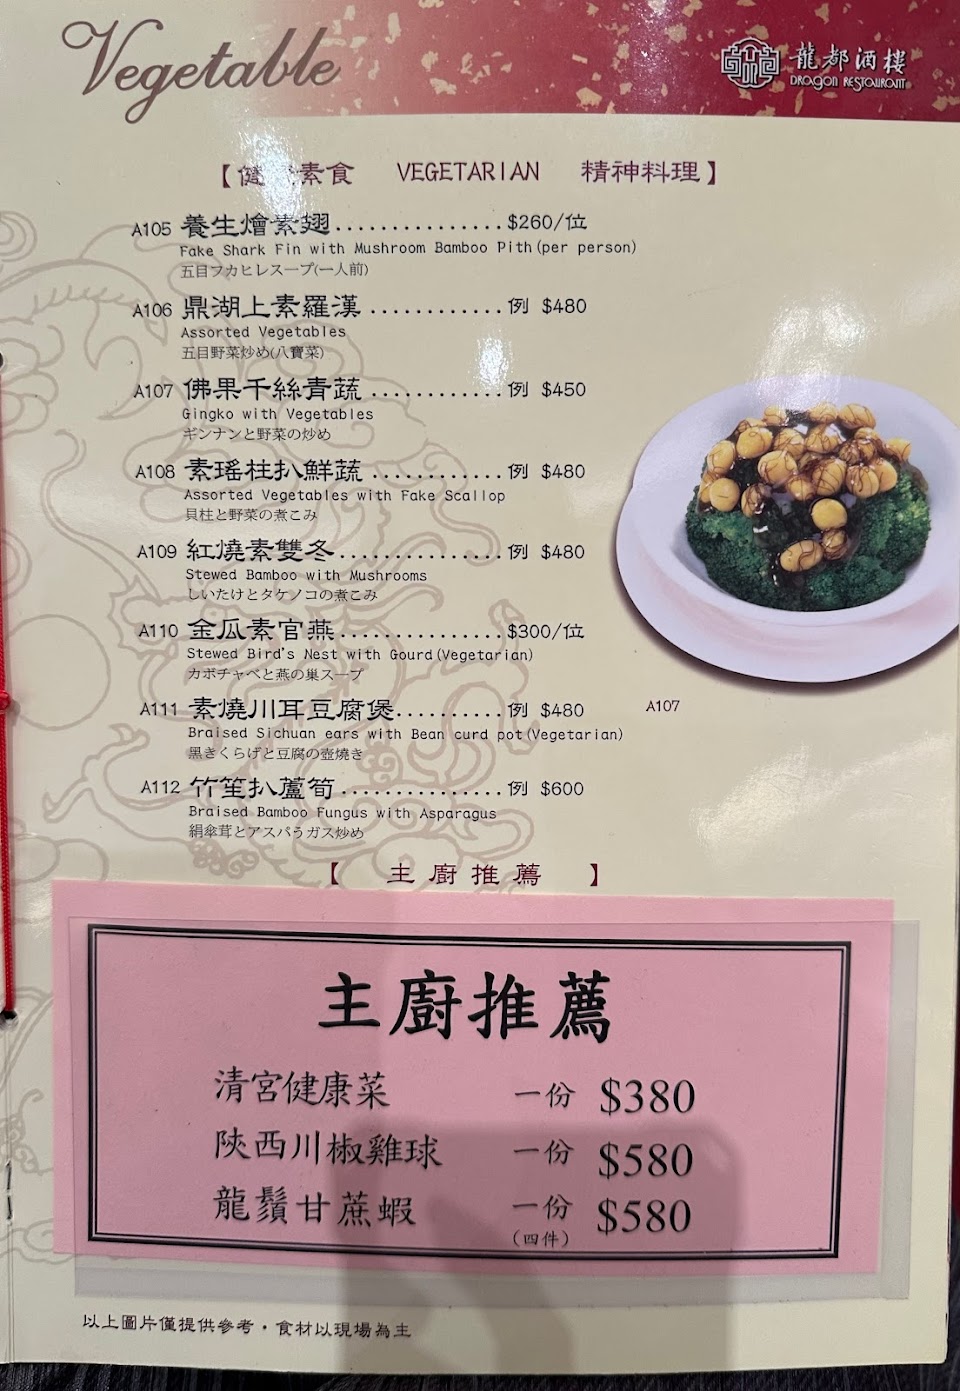 Vegetable
龍都酒樓
DRAGON RESTAURANT
【健 素食 VEGETARIAN 精神料理】
A105 養生燴素翅...............$260/位
Fake Shark Fin with Mushroom Bamboo Pith(per person)
五目フカヒレスープ(一人前)
A106 鼎湖上素羅漢............例 $480
Assorted Vegetables
五目野菜炒め(八寶菜)
A107 佛果千絲青蔬............例 $450
Gingko with Vegetables
ギンナンと野菜の炒め
A108 素瑤柱扒鮮蔬............例 $480
Assorted Vegetables with Fake Scallop
貝柱と野菜の煮こみ
A109 紅燒素雙冬...............例 $480
Stewed Bamboo with Mushrooms
しいたけとタケノコの煮こみ
A110 金瓜素官燕...............$300/位
Stewed Bird's Nest with Gourd(Vegetarian)
カボチャベと燕の巣スープ
A111 素燒川耳豆腐煲..........例 $480
Braised Sichuan ears with Bean curd pot(Vegetarian)
黒きくらげと豆腐の壺燒き
A112 竹笙扒蘆筍...............例 $600
Braised Bamboo Fungus with Asparagus
絹傘茸とアスパラガス炒め
A107
【 主廚推薦 】
主廚推薦
清宮健康菜 一份 $380
陝西川椒雞球 一份 $580
龍鬚甘蔗蝦 一份 $580
(四件)
以上圖片僅提供參考・食材以現場為主